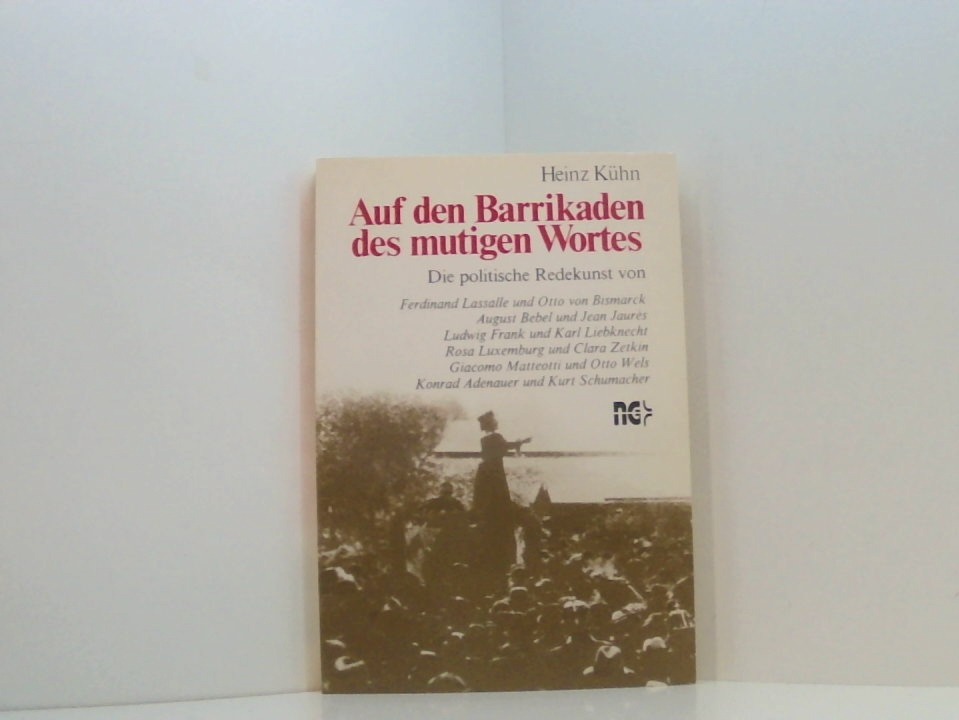 Heinz Kühn
Auf den Barrikaden
des mutigen Wortes
Die politische Redekunst von
Ferdinand Lassalle und Otto von Bismarck
August Bebel und Jean Jaurès
Ludwig Frank und Karl Liebknecht
Rosa Luxemburg und Clara Zetkin
Giacomo Matteotti und Otto Wels
Konrad Adenauer und Kurt Schumacher